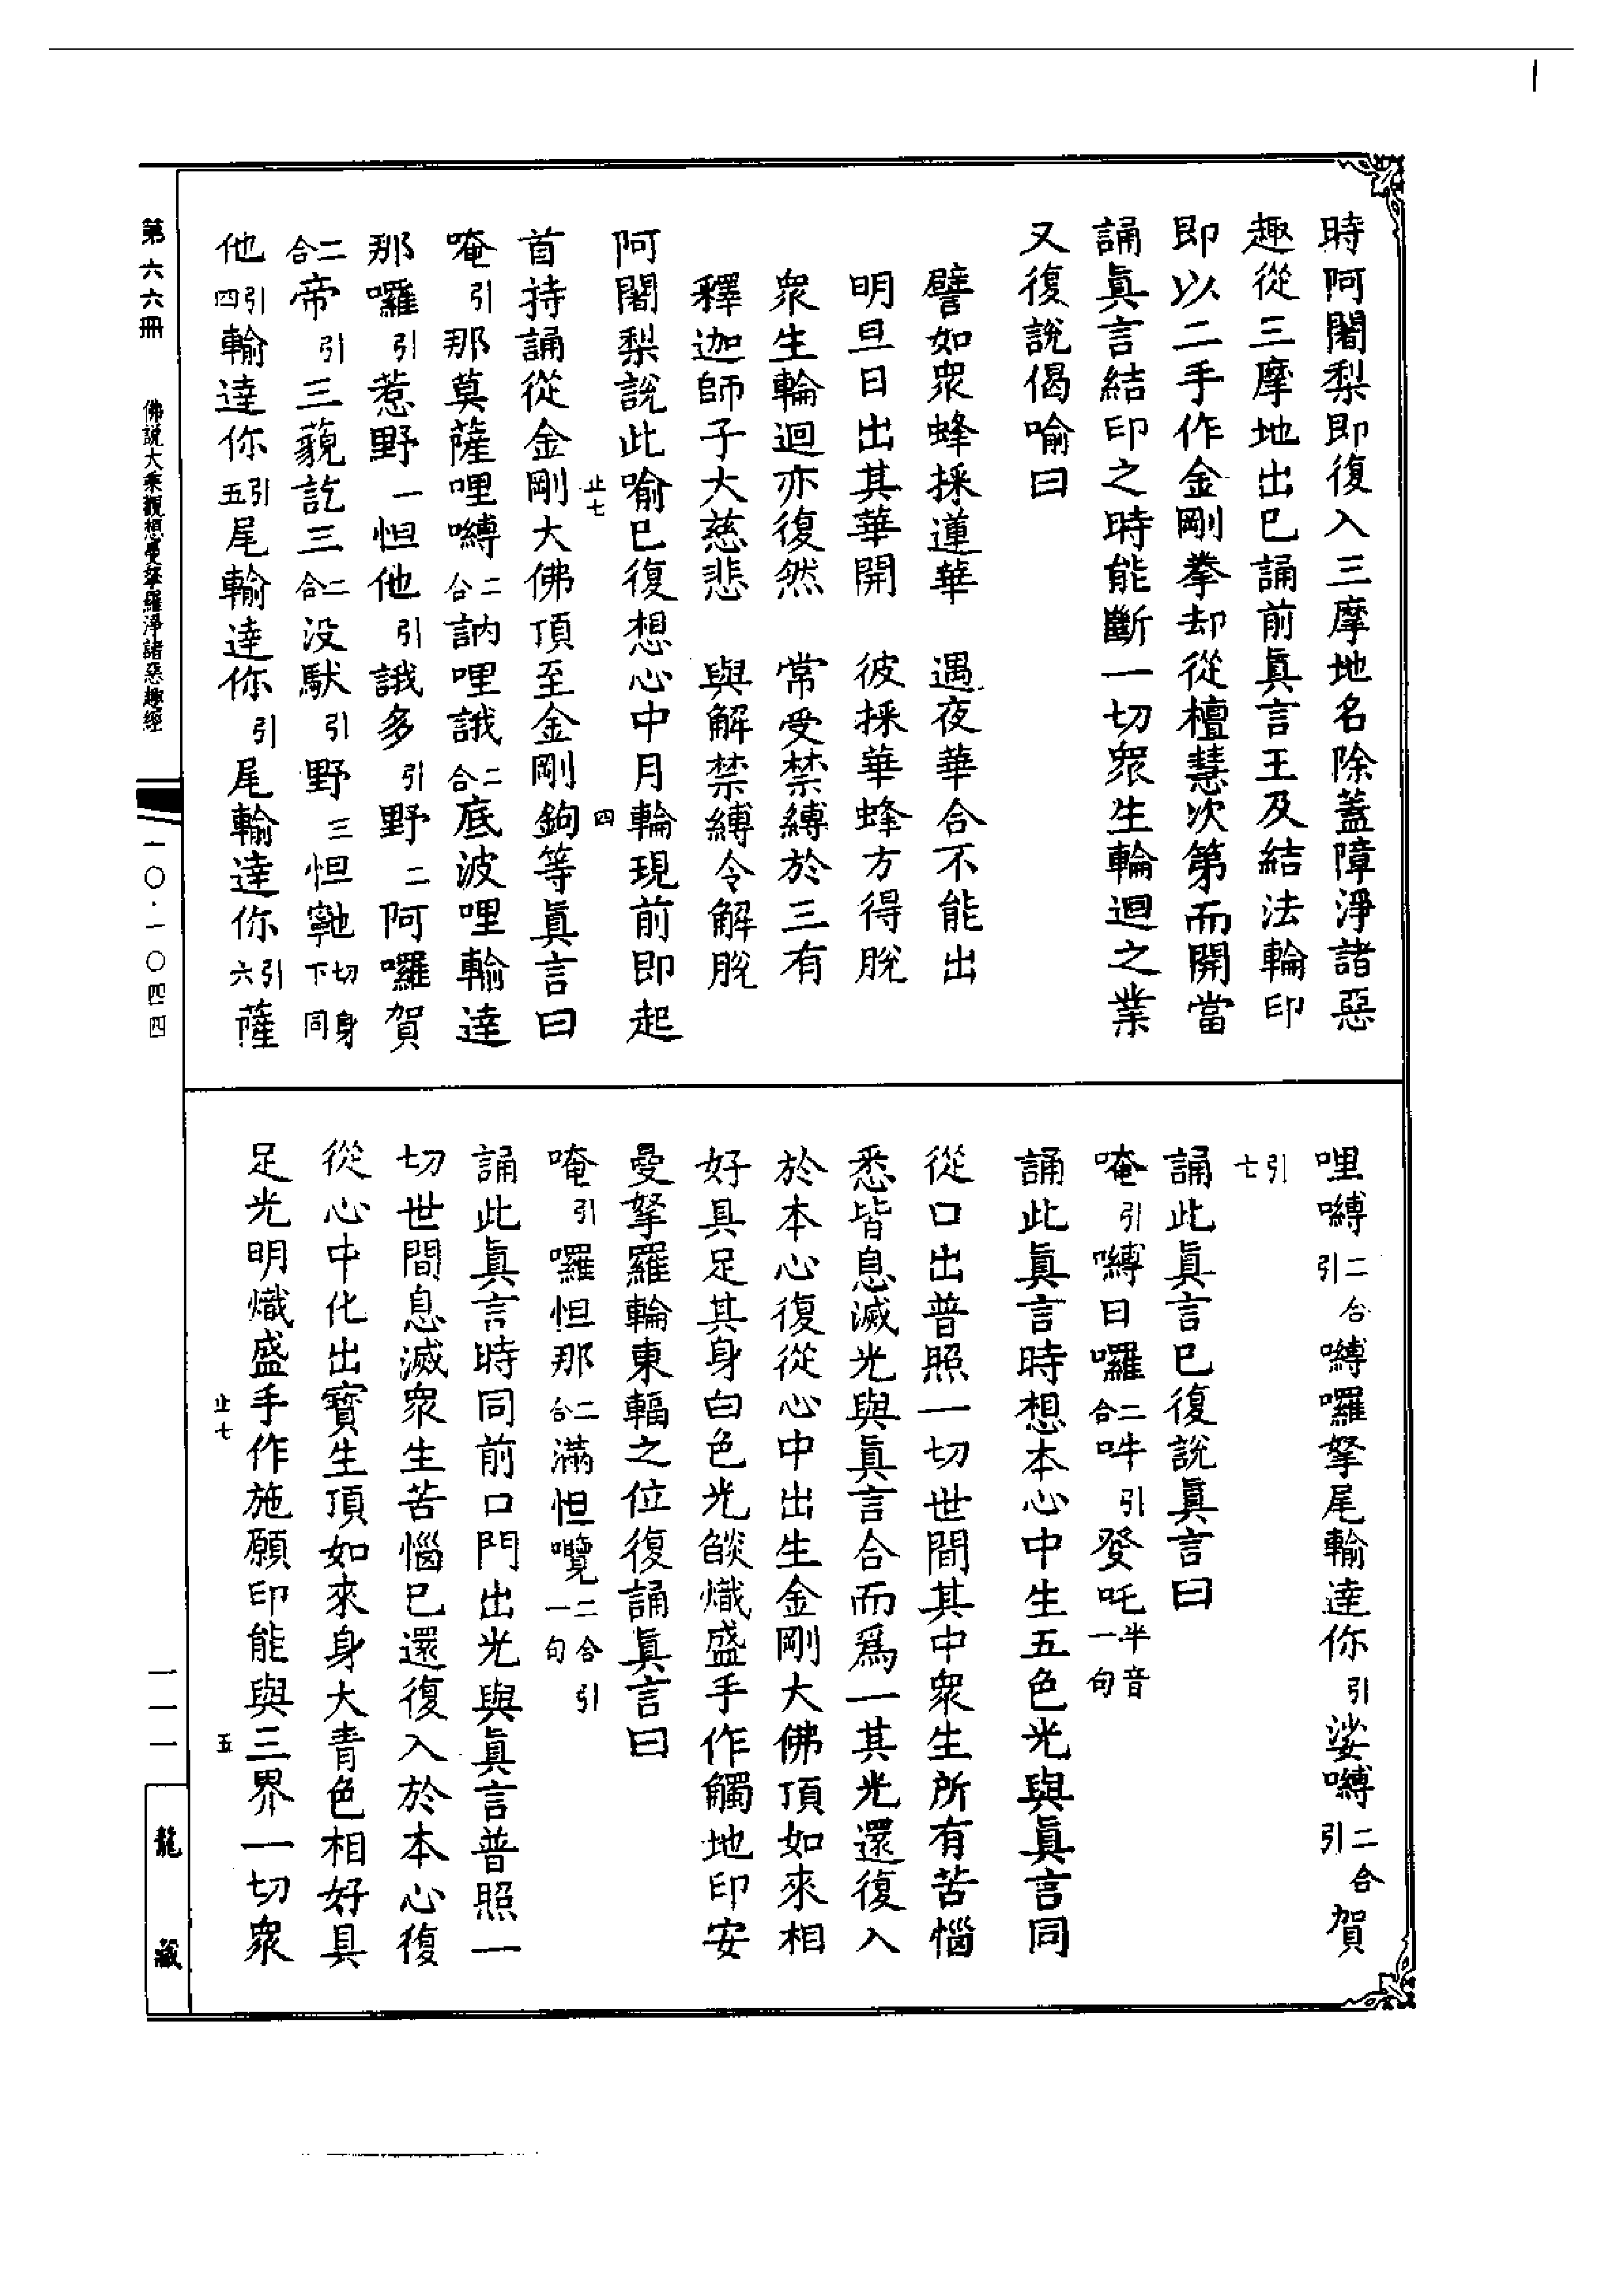 時阿闍梨即復入三摩地名除蓋障淨諸惡
趣從三摩地出已誦前眞言王及結法輪印
即以二手作金剛拳却從檀慧次第而開當
誦眞言結印之時能斷一切衆生輪迴之業
又復說偈喻曰
譬如衆蜂採蓮華 遇夜華合不能出
明旦日出其華開 彼採華蜂方得脫
衆生輪迴亦復然 常受禁縛於三有
釋迦師子大慈悲 與解禁縛令解脫
阿闍梨說此喻已復想心中月輪現前即起
止七 四
首持誦從金剛大佛頂至金剛鉤等眞言曰
唵引那莫薩哩嚩二合訥哩誐二合底波哩輸達
那囉引惹野一怛他引誐多引野二阿囉賀
二合帝引三藐訖三二合没馱引野三怛寧也切身下同
他引四輸達你引五尾輸達你引尾輸達你引六薩
哩嚩二合引嚩囉拏尾輸達你引娑嚩二合引賀
引七
誦此眞言已復說眞言曰
唵引嚩日囉二合吽引發吒半音一句
誦此眞言時想本心中生五色光與眞言同
從口出普照一切世間其中衆生所有苦惱
悉皆息滅光與眞言合而爲一其光還復入
於本心復從心中出生金剛大佛頂如來相
好具足其身白色光燄熾盛手作觸地印安
曼拏羅輪東輻之位復誦眞言曰
唵引囉怛那二合滿怛囕二合引一句
誦此眞言時同前口門出光與眞言普照一
切世間息滅衆生苦惱已還復入於本心復
從心中化出寶生頂如來身大青色相好具
足光明熾盛手作施願印能與三界一切衆
止七 五
第六六冊 佛說大乘觀想曼拏羅淨諸惡趣經 一〇·一〇四四 一一一 龍藏